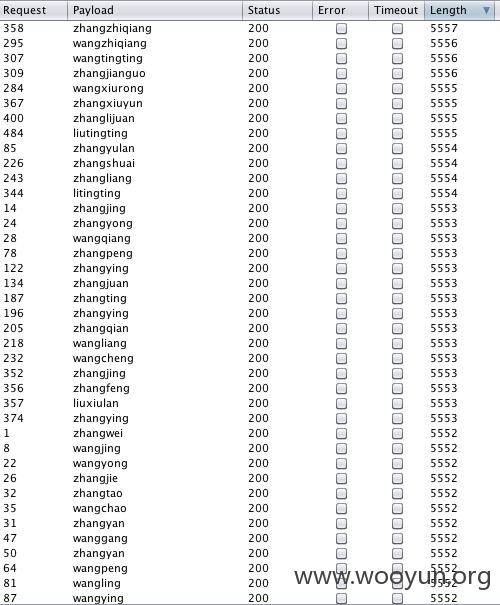 Request Payload Status Error Timeout Length
358 zhangzhiqiang 200 5557
295 wangzhiqiang 200 5556
307 wangtingting 200 5556
309 zhangjianguo 200 5556
284 wangxiurong 200 5555
367 zhangxiuyun 200 5555
400 zhanglijuan 200 5555
484 liutingting 200 5555
85 zhangyulan 200 5554
226 zhangshuai 200 5554
243 zhangliang 200 5554
344 litingting 200 5554
14 zhangjing 200 5553
24 zhangyong 200 5553
28 wangqiang 200 5553
78 zhangpeng 200 5553
122 zhangying 200 5553
134 zhangjuan 200 5553
187 zhangting 200 5553
196 zhangying 200 5553
205 zhangqian 200 5553
218 wangliang 200 5553
232 wangcheng 200 5553
352 zhangjing 200 5553
356 zhangfeng 200 5553
357 liuxiulan 200 5553
374 zhangying 200 5553
1 zhangwei 200 5552
8 wangjing 200 5552
22 wangyong 200 5552
26 zhangjie 200 5552
32 zhangtao 200 5552
35 wangchao 200 5552
31 zhangyan 200 5552
47 wanggang 200 5552
50 zhangyan 200 5552
64 wangpeng 200 5552
81 wangling 200 5552
87 wangying 200 5552
www.wooyun.org